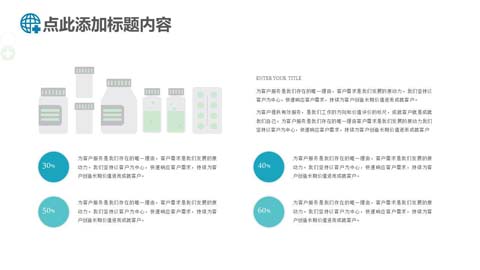 点此添加标题内容
ENTER YOUR TITLE
为客户服务是我们存在的唯一理由，客户需求是我们发展的原动力。我们坚持以
客户为中心，快速响应客户需求，持续为客户创造长期价值进而成就客户。
为客户提供有效服务，是我们工作的方向和价值评价的标尺，成就客户就是成就
我们自己。为客户服务是我们存在的唯一理由客户需求是我们发展的原动力我们
坚持以客户为中心，快速响应客户需求，持续为客户创造长期价值进而成就客户
30%
为客户服务是我们存在的唯一理由，客户需求是我们发展的原
动力。我们坚持以客户为中心，快速响应客户需求，持续为客
户创造长期价值进而成就客户。
40%
为客户服务是我们存在的唯一理由，客户需求是我们发展的原
动力。我们坚持以客户为中心，快速响应客户需求，持续为客
户创造长期价值进而成就客户。
50%
为客户服务是我们存在的唯一理由，客户需求是我们发展的原
动力。我们坚持以客户为中心，快速响应客户需求，持续为客
户创造长期价值进而成就客户。
60%
为客户服务是我们存在的唯一理由，客户需求是我们发展的原
动力。我们坚持以客户为中心，快速响应客户需求，持续为客
户创造长期价值进而成就客户。